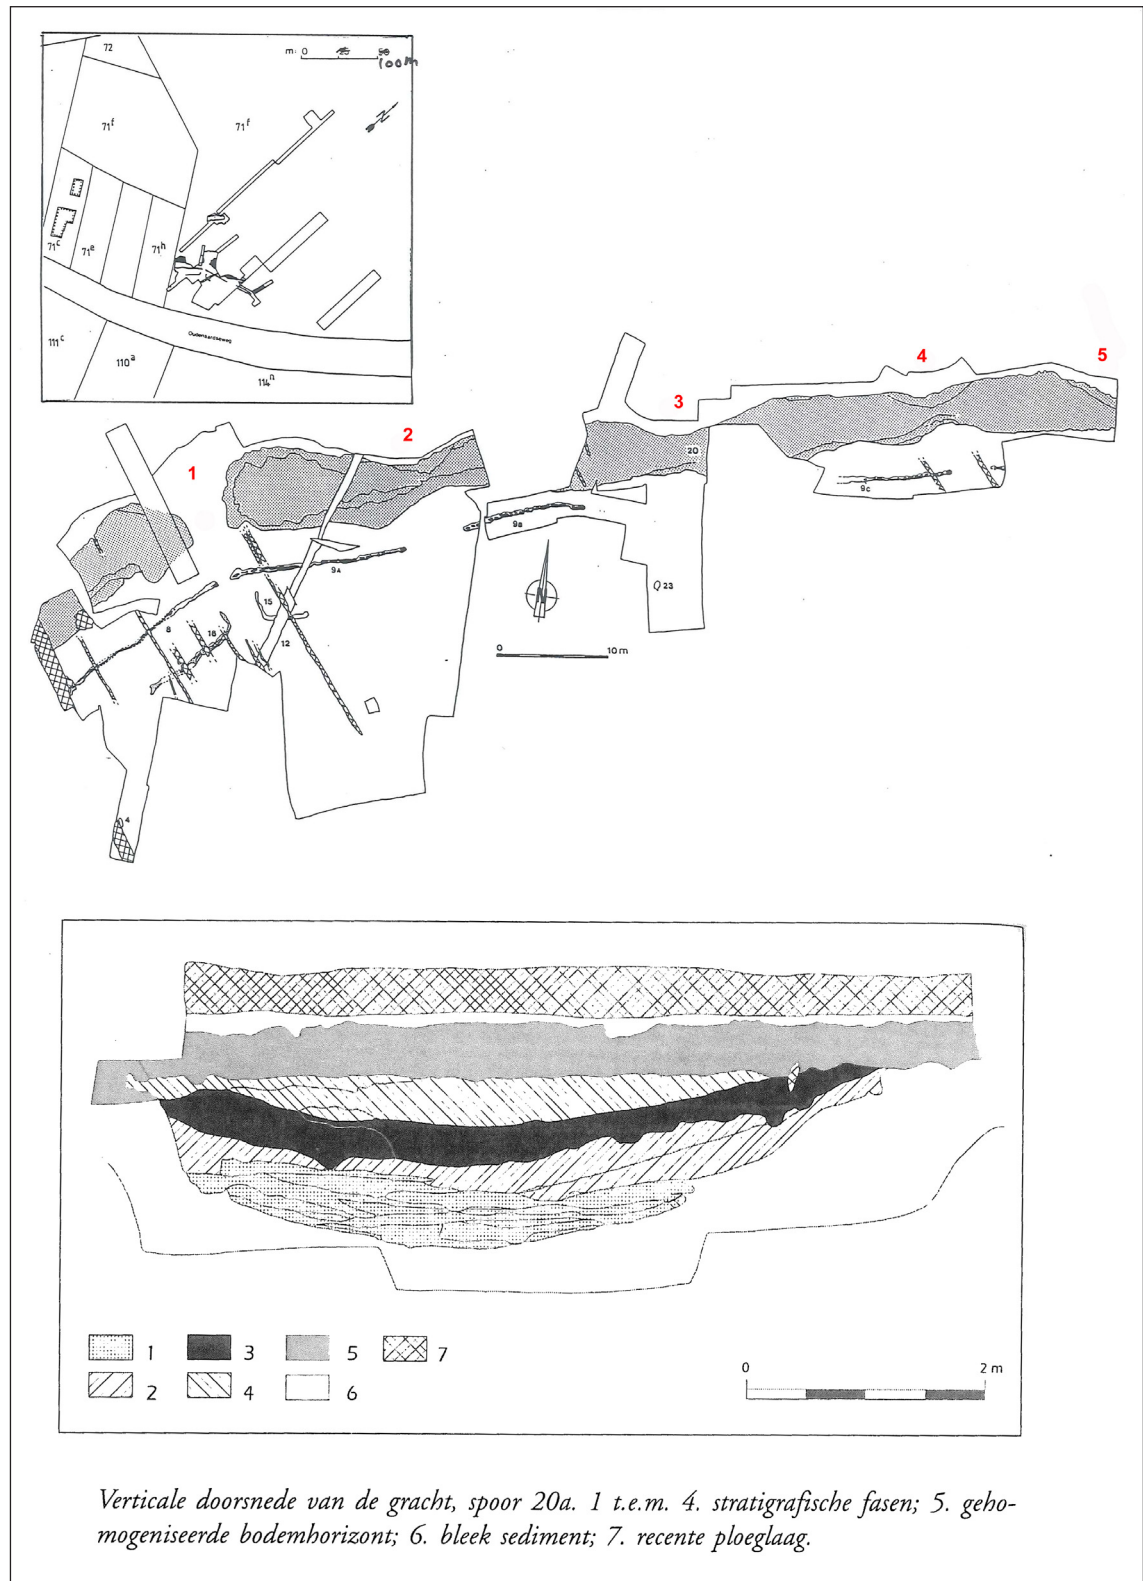 72
m: 0 25 50
100m
71f
71f
N
71c
71e
71h
Oudenaardseweg
111c
110a
114n
1
2
3
4
5
20
9c
9B
9A
23
N
0 10 m
15
8
18
12
4
1 3 5 7
2 4 6
0 2 m
Verticale doorsnede van de gracht, spoor 20a. 1 t.e.m. 4. stratigrafische fasen; 5. geho-
mogeniseerde bodemhorizont; 6. bleek sediment; 7. recente ploeglaag.